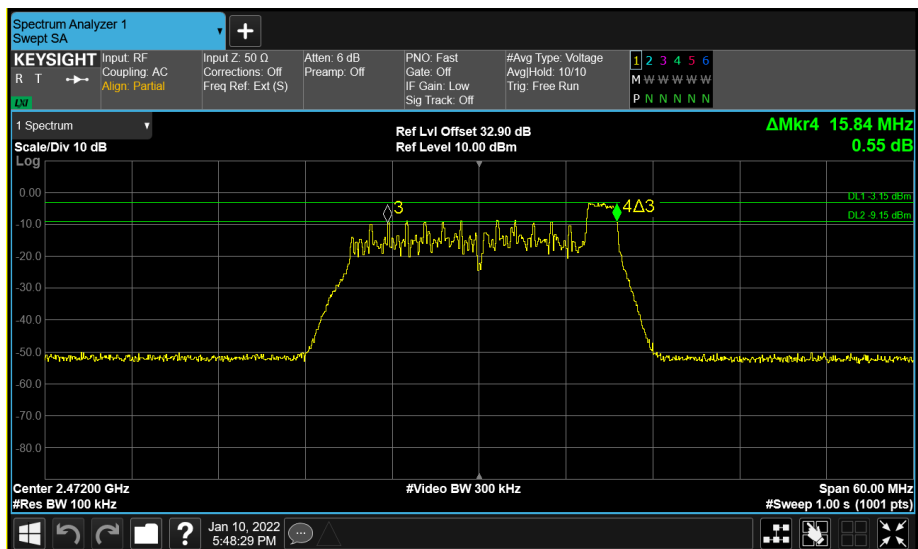 Spectrum Analyzer 1
Swept SA
+
KEYSIGHT
R T
LXI
Input: RF
Coupling: AC
Align: Partial
Input Z: 50 Ω
Corrections: Off
Freq Ref: Ext (S)
Atten: 6 dB
Preamp: Off
PNO: Fast
Gate: Off
IF Gain: Low
Sig Track: Off
#Avg Type: Voltage
Avg|Hold: 10/10
Trig: Free Run
1 2 3 4 5 6
M W W W W W
P N N N N N
1 Spectrum
Scale/Div 10 dB
Ref Lvl Offset 32.90 dB
Ref Level 10.00 dBm
ΔMkr4 15.84 MHz
0.55 dB
Log
0.00
-10.0
-20.0
-30.0
-40.0
-50.0
-60.0
-70.0
-80.0
DL1 -3.15 dBm
DL2 -9.15 dBm
3
4Δ3
Center 2.47200 GHz
#Res BW 100 kHz
#Video BW 300 kHz
Span 60.00 MHz
#Sweep 1.00 s (1001 pts)
?
Jan 10, 2022
5:48:29 PM